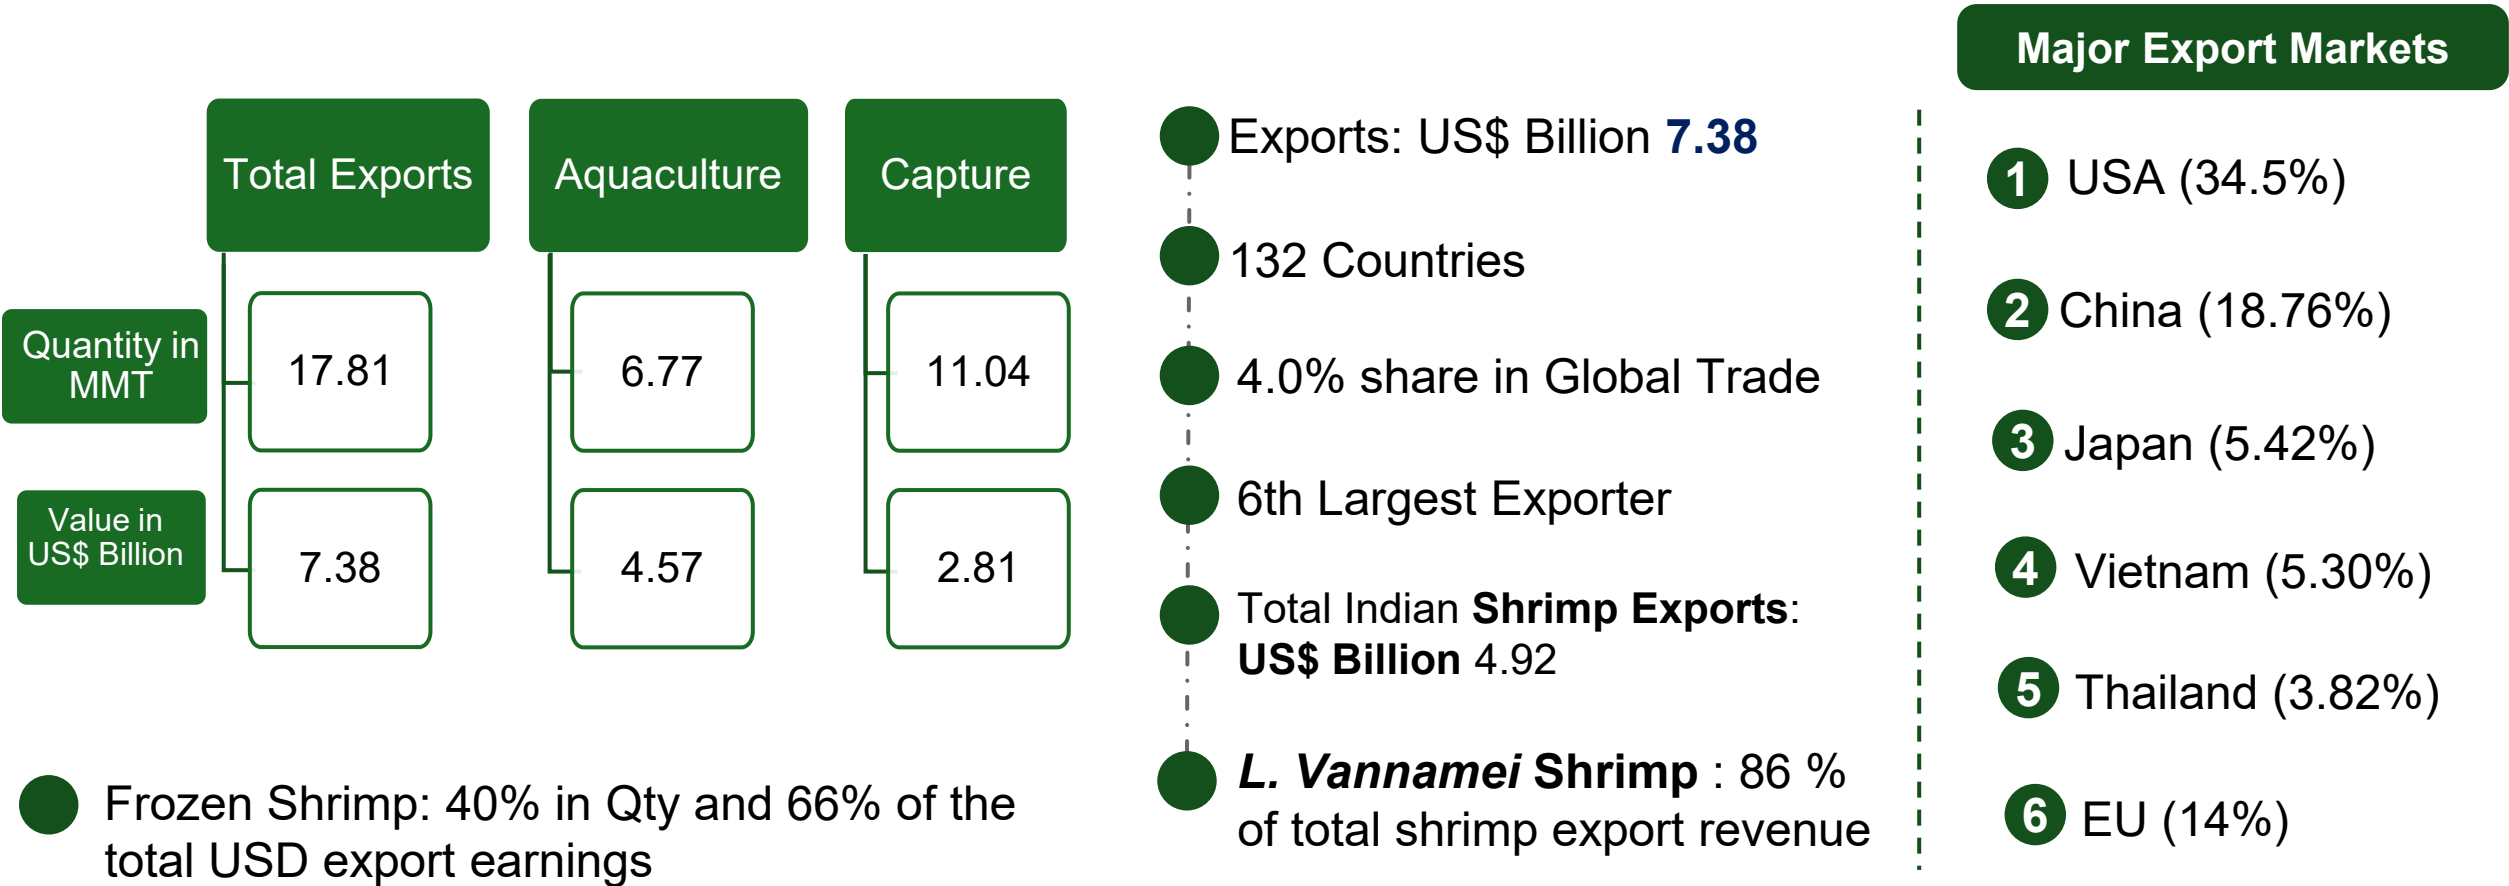 Total Exports
Aquaculture
Capture
Quantity in
MMT
17.81
6.77
11.04
Value in
US$ Billion
7.38
4.57
2.81
Frozen Shrimp: 40% in Qty and 66% of the
total USD export earnings
Exports: US$ Billion 7.38
132 Countries
4.0% share in Global Trade
6th Largest Exporter
Total Indian Shrimp Exports:
US$ Billion 4.92
L. Vannamei Shrimp : 86 %
of total shrimp export revenue
Major Export Markets
1 USA (34.5%)
2 China (18.76%)
3 Japan (5.42%)
4 Vietnam (5.30%)
5 Thailand (3.82%)
6 EU (14%)